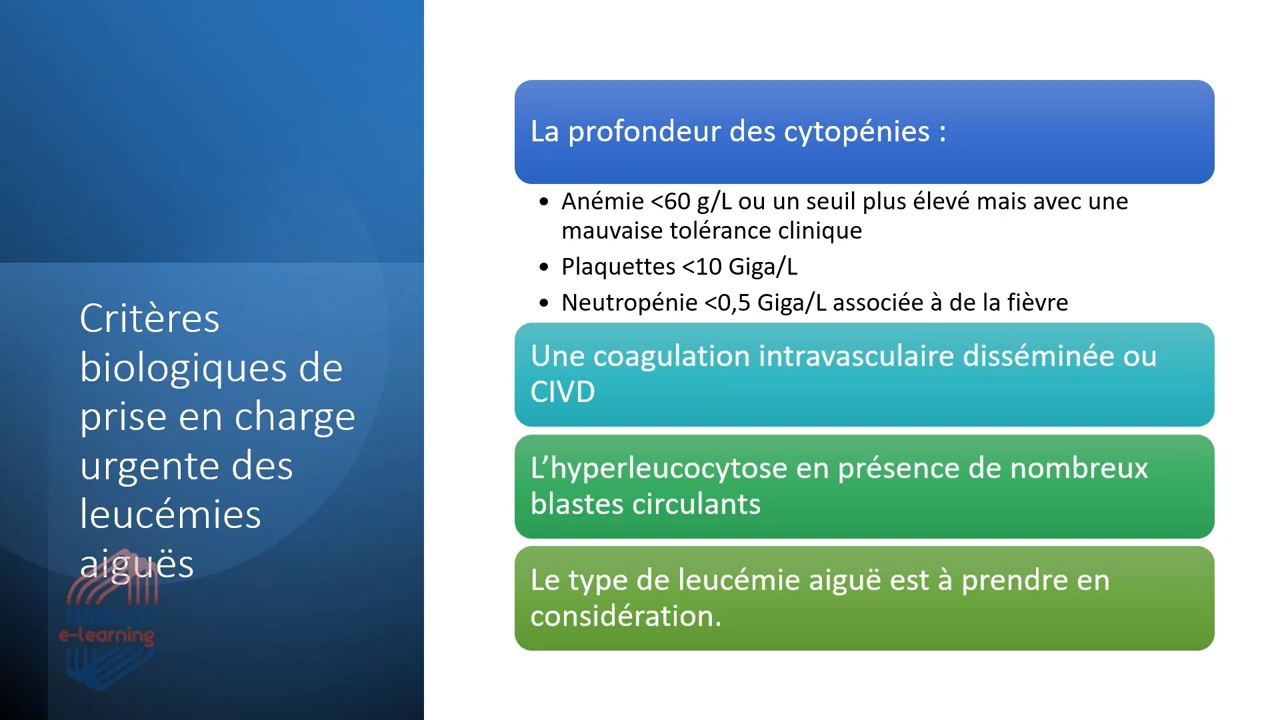 Critères
biologiques de
prise en charge
urgente des
leucémies
aiguës
e-learning
La profondeur des cytopénies :
• Anémie <60 g/L ou un seuil plus élevé mais avec une
mauvaise tolérance clinique
• Plaquettes <10 Giga/L
• Neutropénie <0,5 Giga/L associée à de la fièvre
Une coagulation intravasculaire disséminée ou
CIVD
L’hyperleucocytose en présence de nombreux
blastes circulants
Le type de leucémie aiguë est à prendre en
considération.